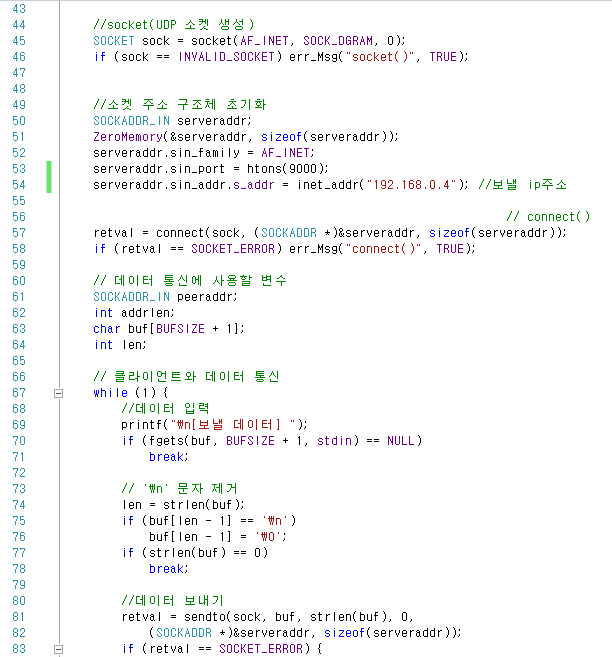 43
44 //socket(UDP 소켓 생성)
45 SOCKET sock = socket(AF_INET, SOCK_DGRAM, 0);
46 if (sock == INVALID_SOCKET) err_Msg("socket()", TRUE);
47
48
49 //소켓 주소 구조체 초기화
50 SOCKADDR_IN serveraddr;
51 ZeroMemory(&serveraddr, sizeof(serveraddr));
52 serveraddr.sin_family = AF_INET;
53 serveraddr.sin_port = htons(9000);
54 serveraddr.sin_addr.s_addr = inet_addr("192.168.0.4"); //보낼 ip주소
55
56 // connect()
57 retval = connect(sock, (SOCKADDR *)&serveraddr, sizeof(serveraddr));
58 if (retval == SOCKET_ERROR) err_Msg("connect()", TRUE);
59
60 // 데이터 통신에 사용할 변수
61 SOCKADDR_IN peeraddr;
62 int addrlen;
63 char buf[BUFSIZE + 1];
64 int len;
65
66 // 클라이언트와 데이터 통신
67 while (1) {
68 //데이터 입력
69 printf("₩n[보낼 데이터] ");
70 if (fgets(buf, BUFSIZE + 1, stdin) == NULL)
71 break;
72
73 // '₩n' 문자 제거
74 len = strlen(buf);
75 if (buf[len - 1] == '₩n')
76 buf[len - 1] = '₩0';
77 if (strlen(buf) == 0)
78 break;
79
80 //데이터 보내기
81 retval = sendto(sock, buf, strlen(buf), 0,
82 (SOCKADDR *)&serveraddr, sizeof(serveraddr));
83 if (retval == SOCKET_ERROR) {